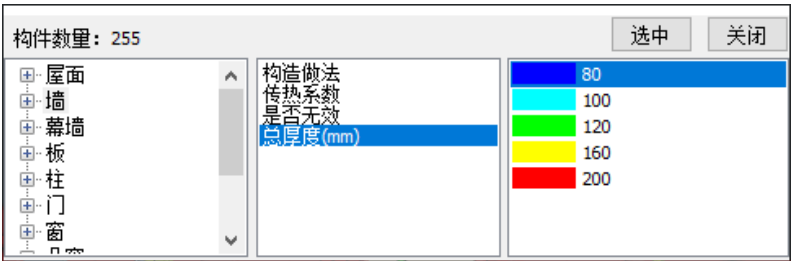 构件数量: 255
选中
关闭
屋面
墙
幕墙
板
柱
门
窗
构造做法
传热系数
是否无效
总厚度(mm)
80
100
120
160
200